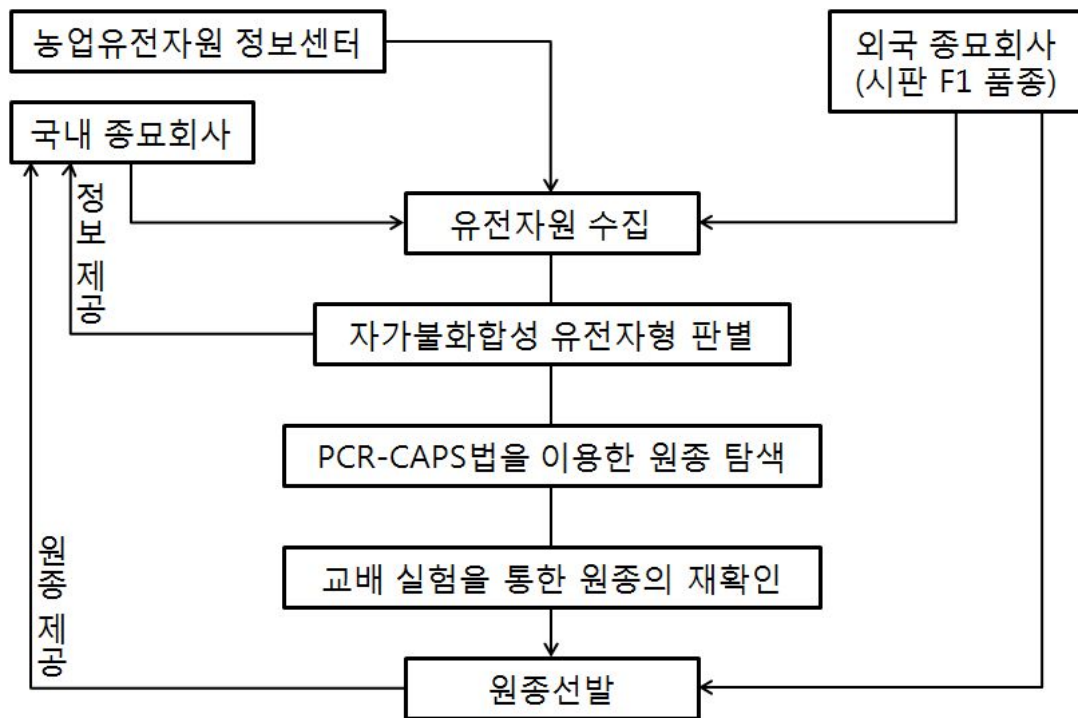 농업유전자원 정보센터
외국 종묘회사
(시판 F1 품종)
국내 종묘회사
정보 제공
유전자원 수집
자가불화합성 유전자형 판별
PCR-CAPS법을 이용한 원종 탐색
교배 실험을 통한 원종의 재확인
원종 제공
원종선발